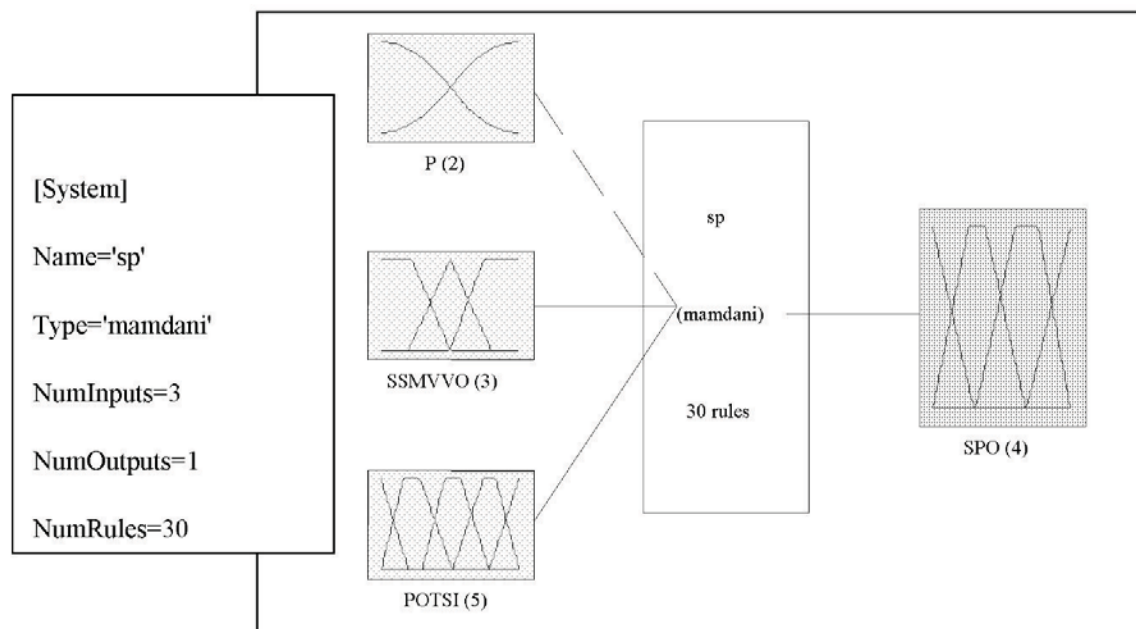 [System]
Name='sp'
Type='mamdani'
NumInputs=3
NumOutputs=1
NumRules=30
P (2)
SSMVVO (3)
POTSI (5)
sp
(mamdani)
30 rules
SPO (4)